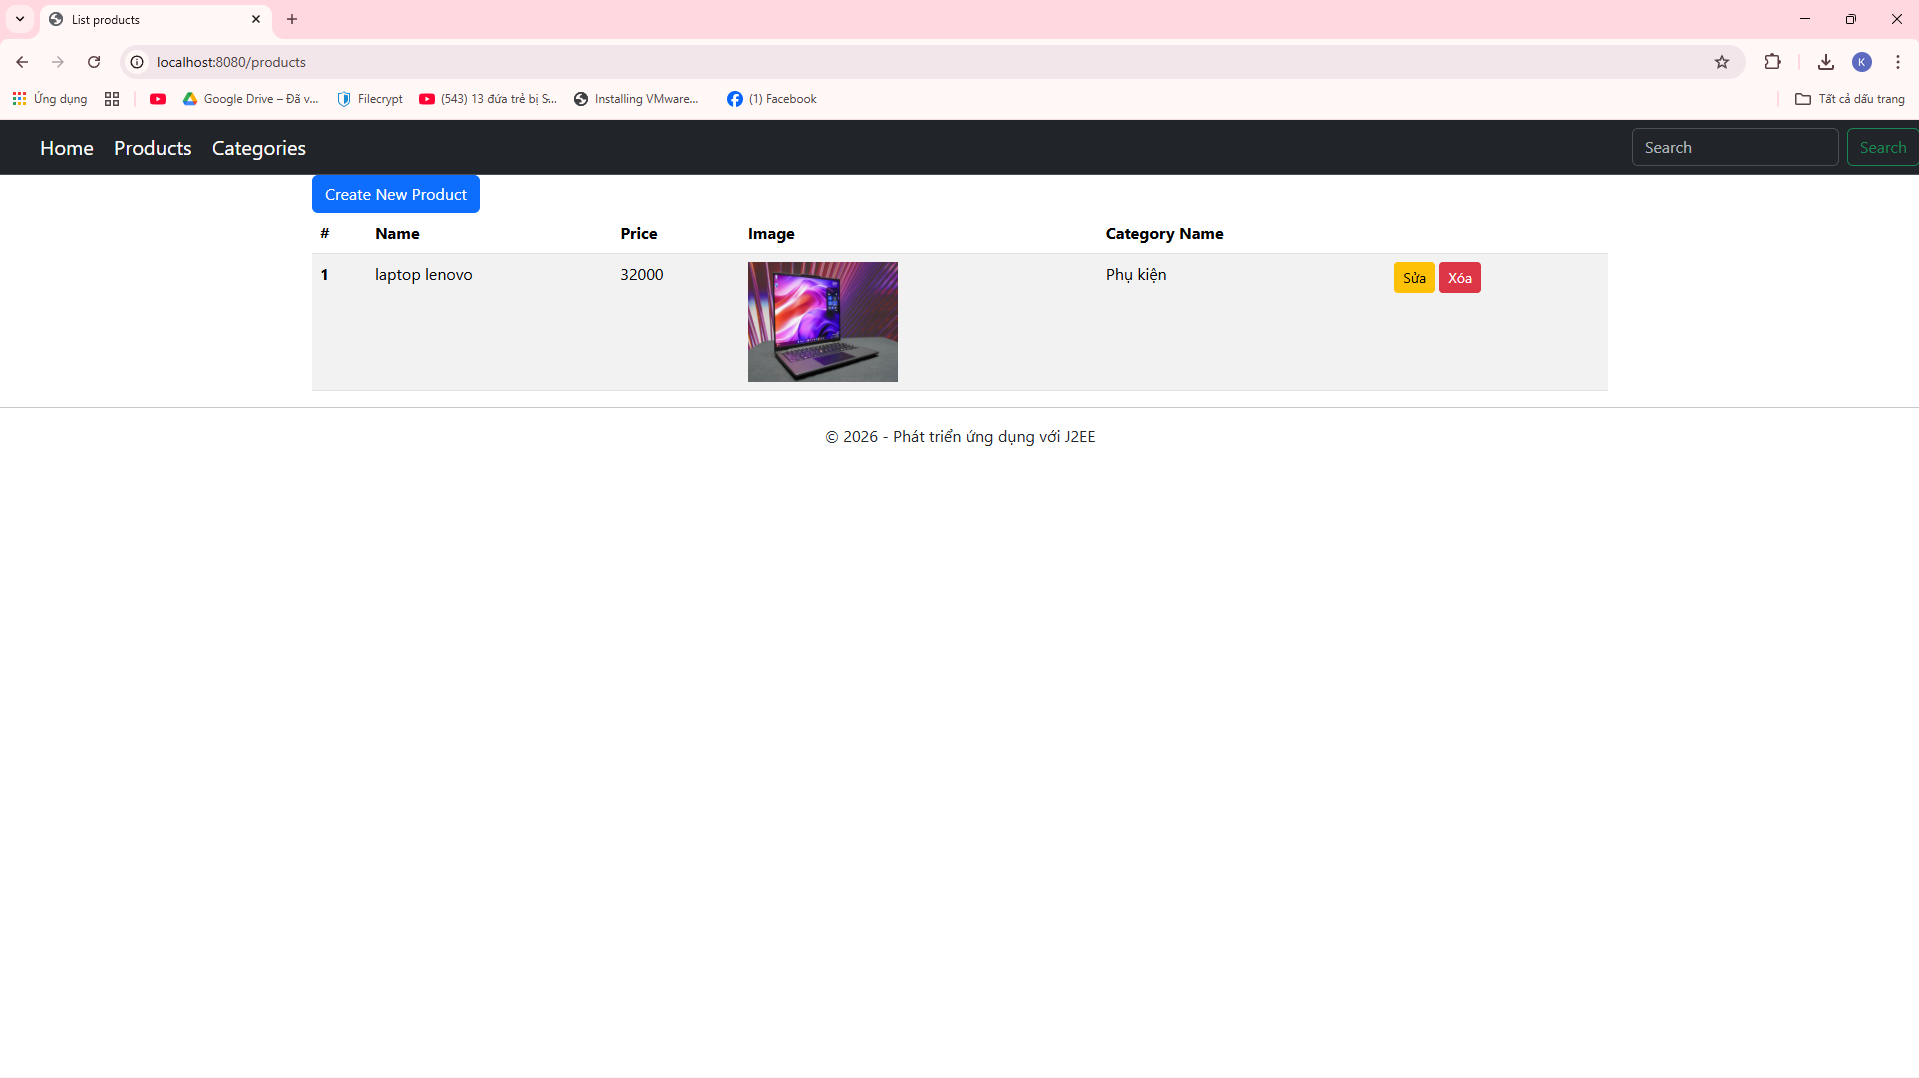 List products
localhost:8080/products
K
Ứng dụng
Google Drive – Đã v...
Filecrypt
(543) 13 đứa trẻ bị S...
Installing VMware...
(1) Facebook
Tất cả dấu trang
Home Products Categories
Search
Search
Create New Product
# Name Price Image Category Name
1 laptop lenovo 32000 Phụ kiện Sửa Xóa
© 2026 - Phát triển ứng dụng với J2EE